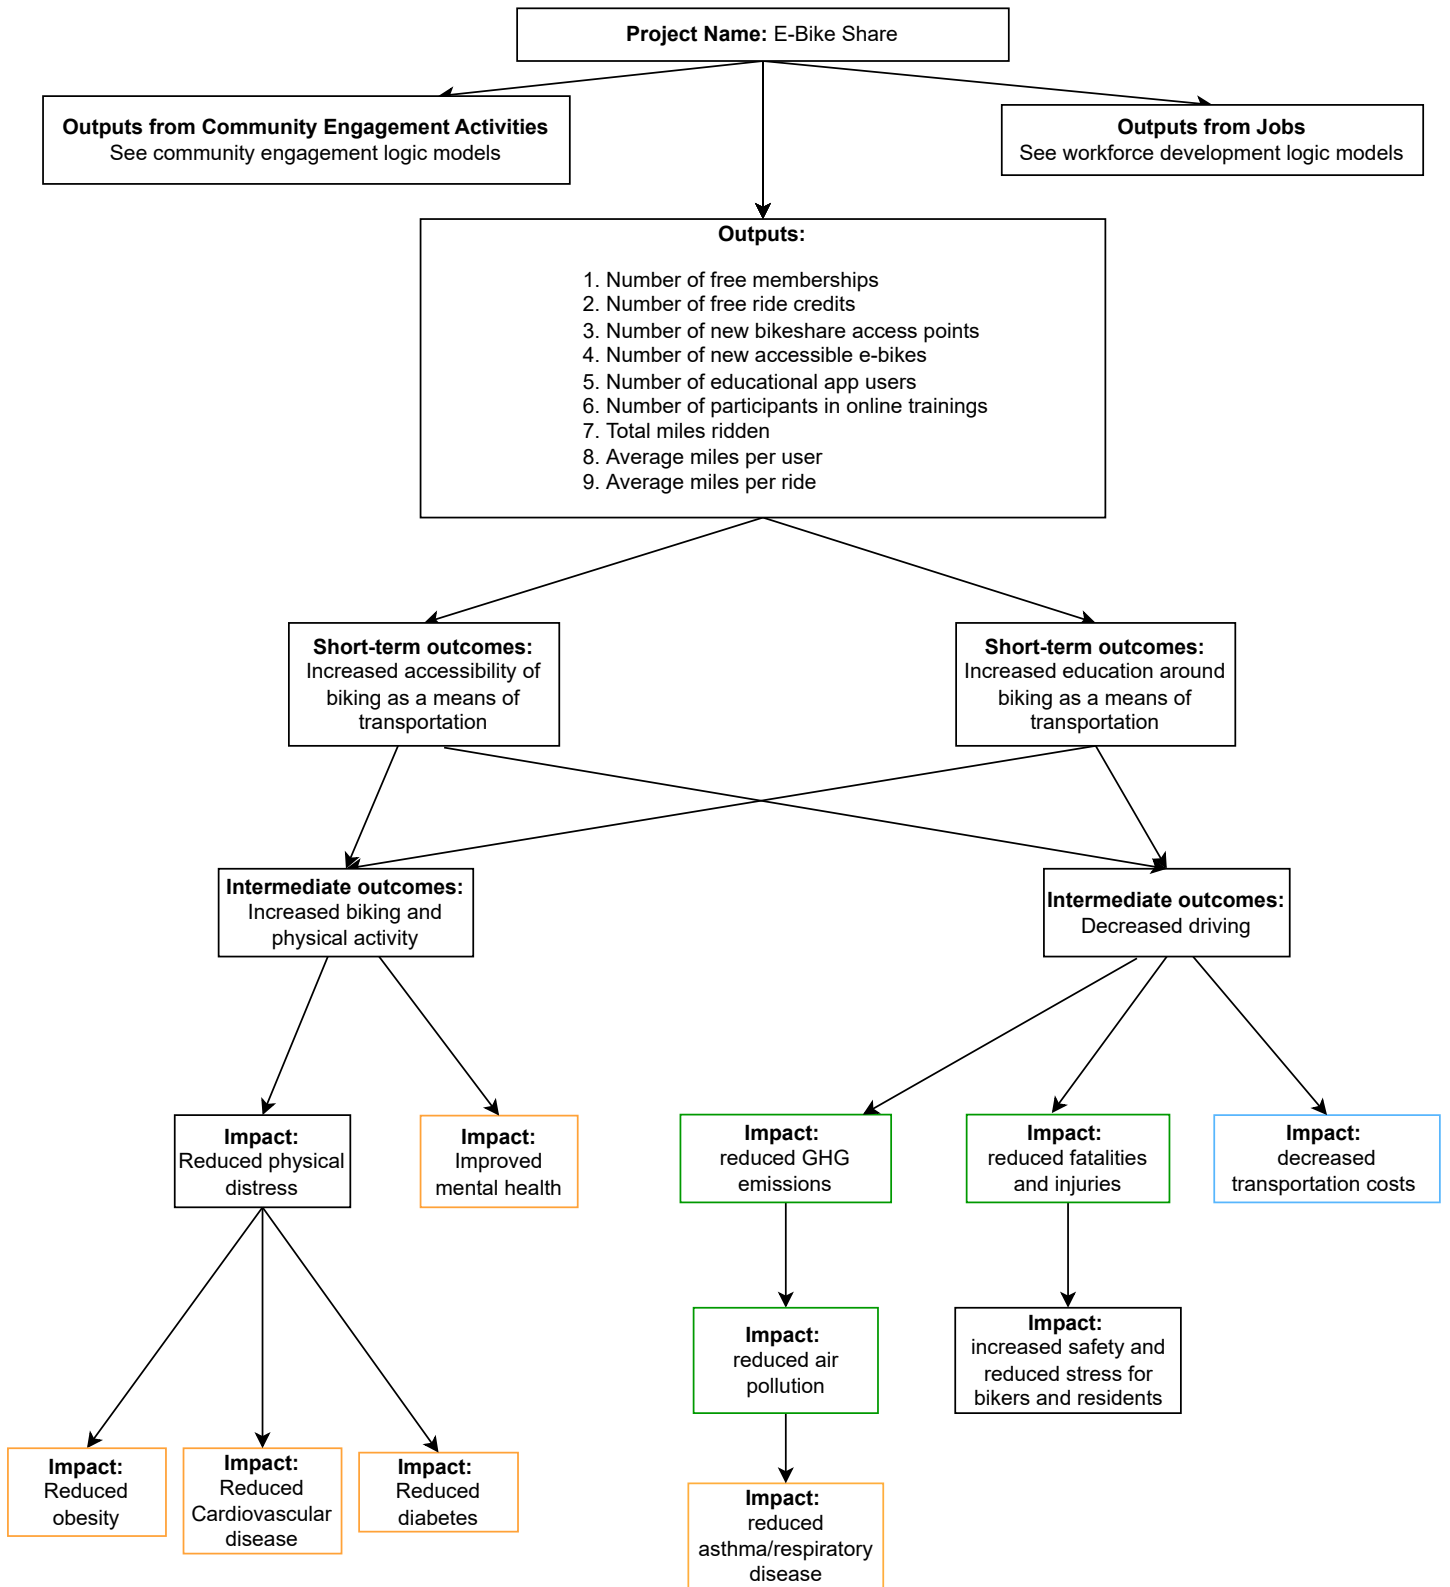 Project Name: E-Bike Share
Outputs from Community Engagement Activities
See community engagement logic models
Outputs from Jobs
See workforce development logic models
Outputs:
1. Number of free memberships
2. Number of free ride credits
3. Number of new bikeshare access points
4. Number of new accessible e-bikes
5. Number of educational app users
6. Number of participants in online trainings
7. Total miles ridden
8. Average miles per user
9. Average miles per ride
Short-term outcomes:
Increased accessibility of
biking as a means of
transportation
Short-term outcomes:
Increased education around
biking as a means of
transportation
Intermediate outcomes:
Increased biking and
physical activity
Intermediate outcomes:
Decreased driving
Impact:
Reduced physical
distress
Impact:
Improved
mental health
Impact:
reduced GHG
emissions
Impact:
reduced fatalities
and injuries
Impact:
decreased
transportation costs
Impact:
reduced air
pollution
Impact:
increased safety and
reduced stress for
bikers and residents
Impact:
Reduced
obesity
Impact:
Reduced
Cardiovascular
disease
Impact:
Reduced
diabetes
Impact:
reduced
asthma/respiratory
disease